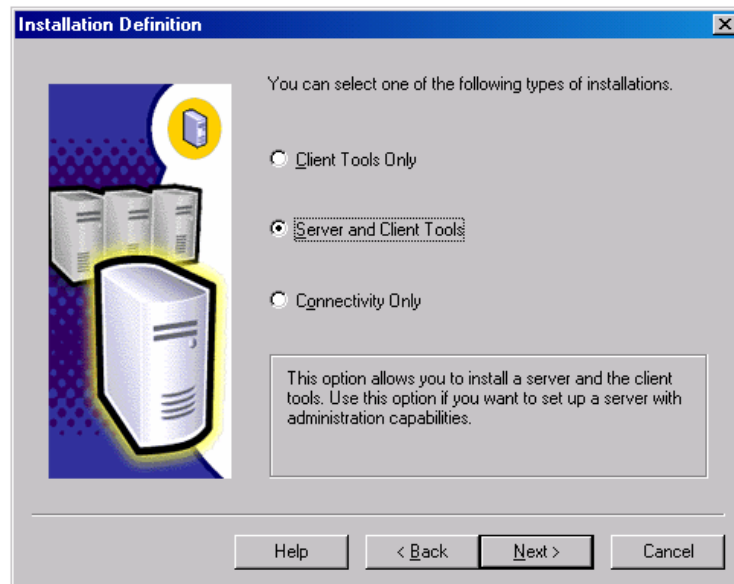 Installation Definition
You can select one of the following types of installations.
Client Tools Only
Server and Client Tools
Connectivity Only
This option allows you to install a server and the client
tools. Use this option if you want to set up a server with
administration capabilities.
Help
< Back
Next >
Cancel